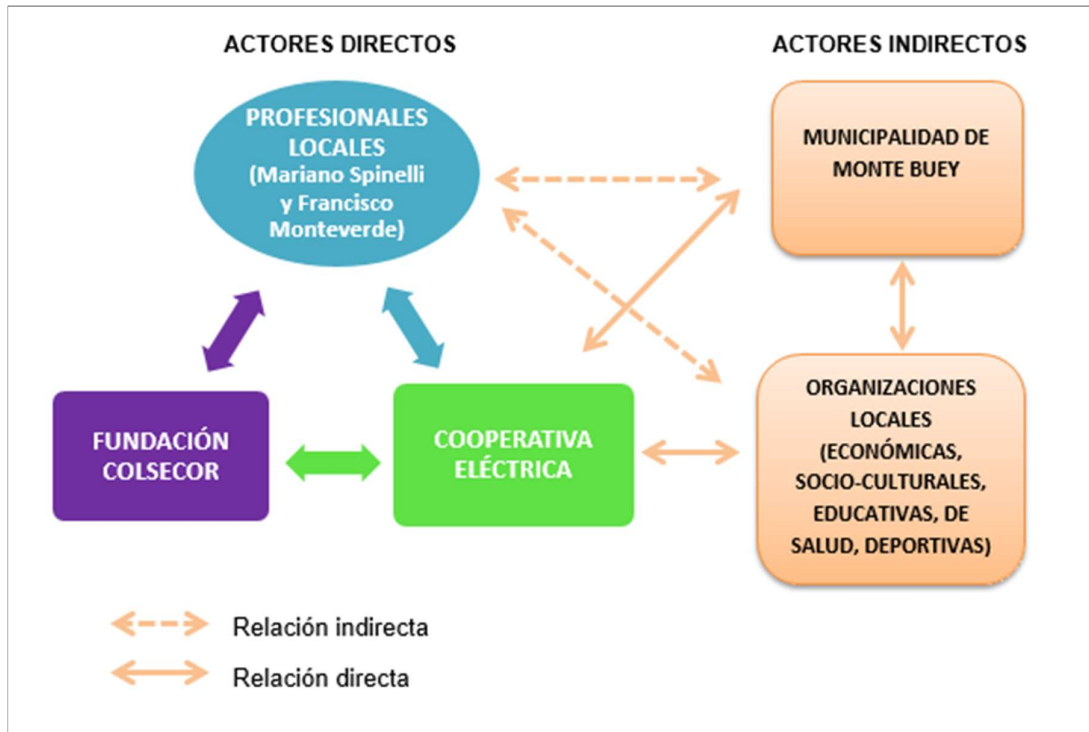 ACTORES DIRECTOS
ACTORES INDIRECTOS
PROFESIONALES
LOCALES
(Mariano Spinelli
y Francisco
Monteverde)
MUNICIPALIDAD DE
MONTE BUEY
FUNDACIÓN
COLSECOR
COOPERATIVA
ELÉCTRICA
ORGANIZACIONES
LOCALES
(ECONÓMICAS,
SOCIO-CULTURALES,
EDUCATIVAS, DE
SALUD, DEPORTIVAS)
Relación indirecta
Relación directa